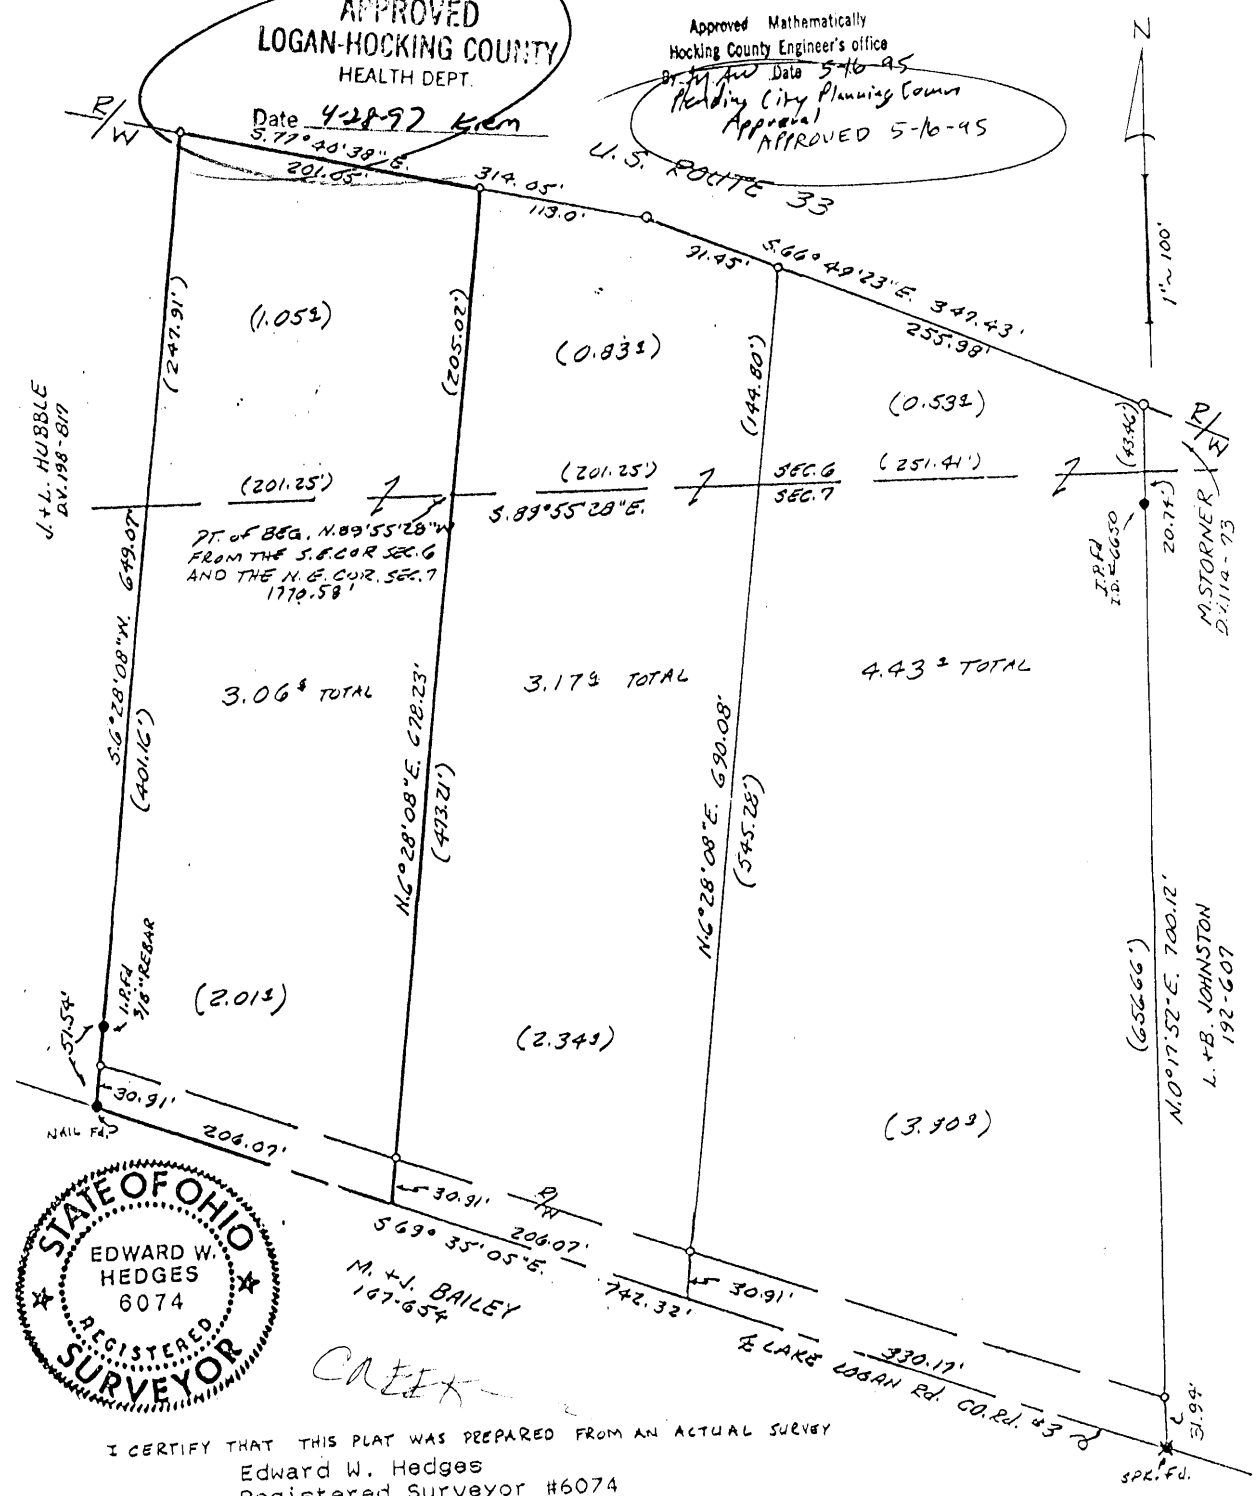 APPROVED
LOGAN-HOCKING COUNTY
HEALTH DEPT.
Date 4-28-97
Approved Mathematically
Hocking County Engineer's office
Date 5-16-95
Pending City Planning Comm
Approval
APPROVED 5-16-95
N
1" ~ 100'
R/W
S.77°40'38"E.
201.05'
314.05'
113.0'
U.S. ROUTE 33
91.45'
S.66°49'23"E. 347.43'
255.98'
R/W
(247.91')
(1.05±)
(205.02')
(0.83±)
(144.80')
(0.53±)
(43.46')
J.+L. HUBBLE
D.V. 198-817
(201.25')
(201.25')
SEC.6
SEC.7
(251.41')
S.89°55'28"E.
20.74'
I.P.Fd
I.D.#6650
M.STORNER
D.V.114-73
PT. of BEG. N.89°55'28"W
FROM THE S.E.COR SEC.6
AND THE N.E. COR. SEC.7
1770.58'
S.6°28'08"W. 649.07'
(401.16')
3.06± TOTAL
N.6°28'08"E. 678.23'
(473.21')
3.17± TOTAL
N.6°28'08"E. 690.08'
(545.28')
4.43± TOTAL
N.0°17'52"E. 700.12'
(656.66')
L.+B. JOHNSTON
192-607
I.P.Fd
5/8" REBAR
51.54'
(2.01±)
(2.34±)
(3.90±)
30.91'
NAIL Fd.
206.07'
30.91'
R/W
S69°35'05"E.
206.07'
742.32'
30.91'
330.17'
℄ LAKE LOGAN Rd. CO.Rd. #3
31.94'
SPK. Fd.
M. +J. BAILEY
167-654
CREEK
STATE OF OHIO
EDWARD W.
HEDGES
6074
REGISTERED
SURVEYOR
I CERTIFY THAT THIS PLAT WAS PREPARED FROM AN ACTUAL SURVEY
Edward W. Hedges
Registered Surveyor #6074